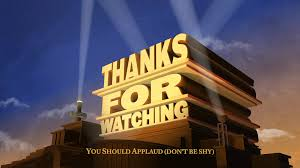 THANKS
FOR
WATCHING
YOU SHOULD APPLAUD (DON'T BE SHY)